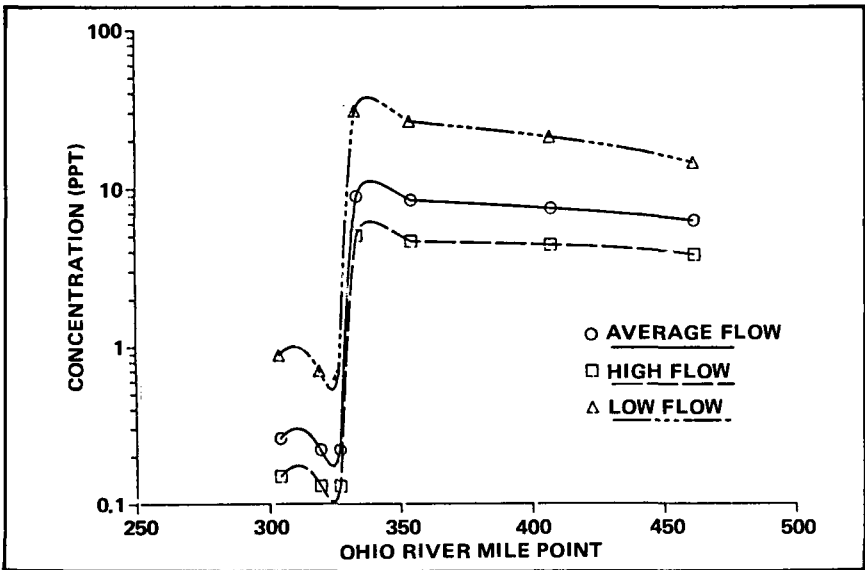 100
10
1
0.1
CONCENTRATION (PPT)
AVERAGE FLOW
HIGH FLOW
LOW FLOW
250 300 350 400 450 500
OHIO RIVER MILE POINT